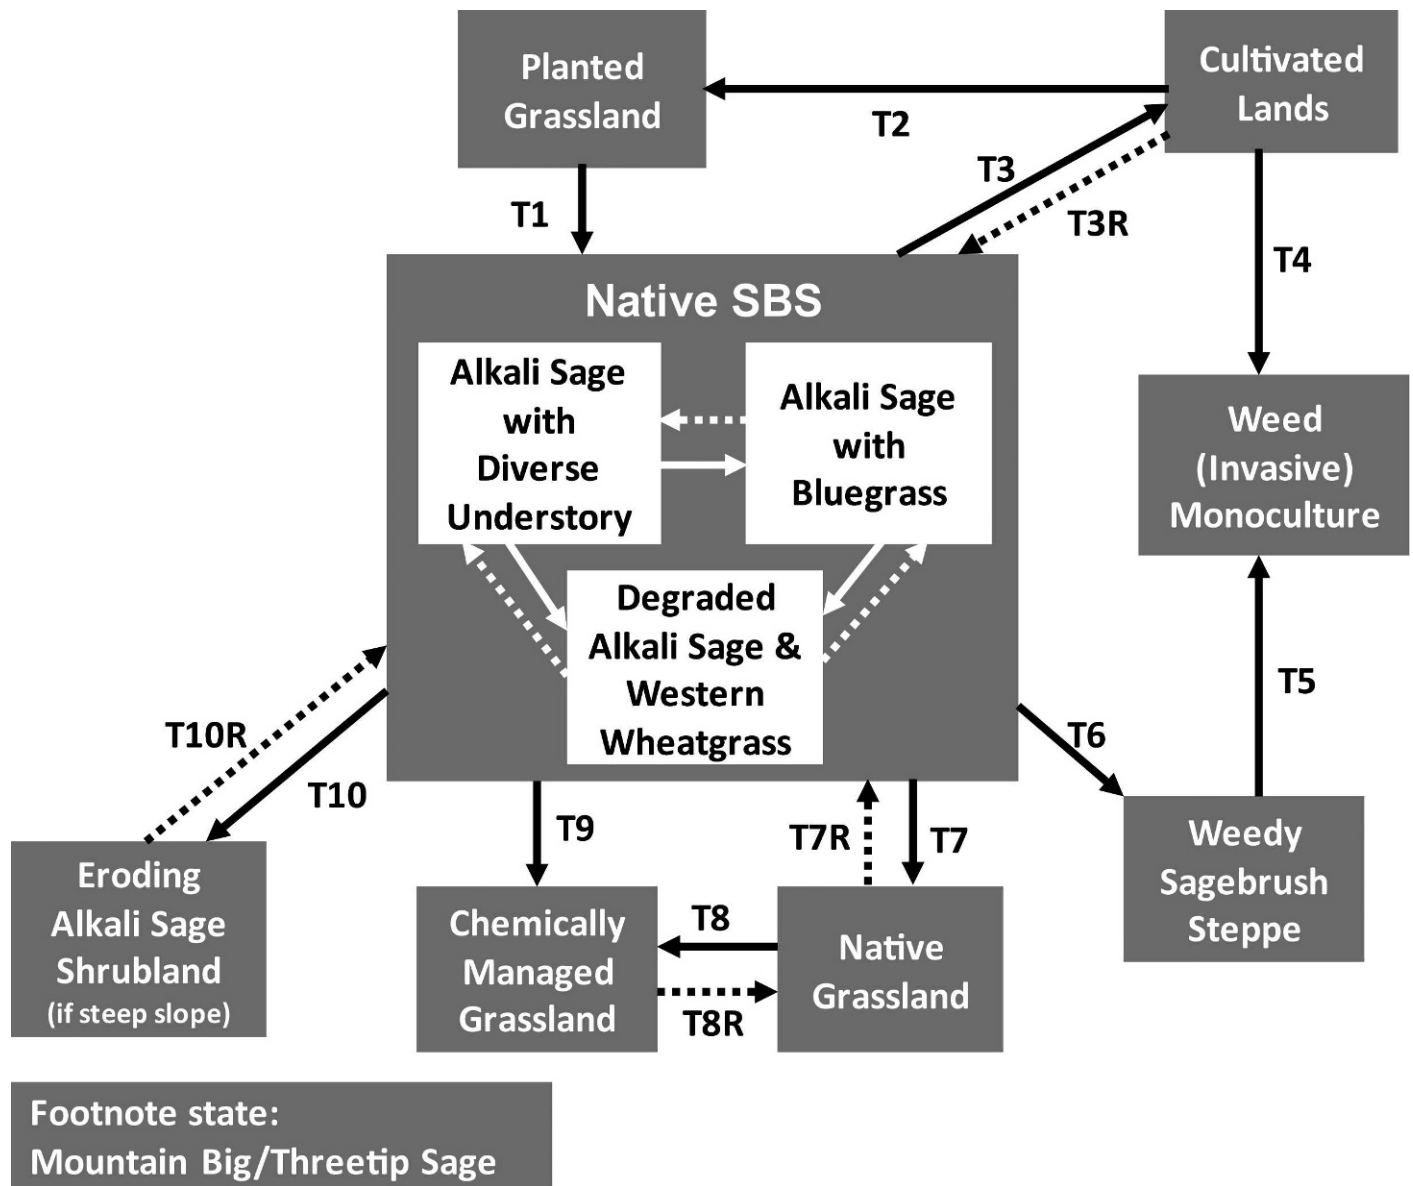 Planted
Grassland
Cultivated
Lands
T2
T3
T3R
T1
T4
Native SBS
Alkali Sage
with
Diverse
Understory
Alkali Sage
with
Bluegrass
Weed
(Invasive)
Monoculture
Degraded
Alkali Sage &
Western
Wheatgrass
T5
T6
T10R
T10
T9
T7R
T7
Eroding
Alkali Sage
Shrubland
(if steep slope)
Chemically
Managed
Grassland
T8
T8R
Native
Grassland
Weedy
Sagebrush
Steppe
Footnote state:
Mountain Big/Threetip Sage